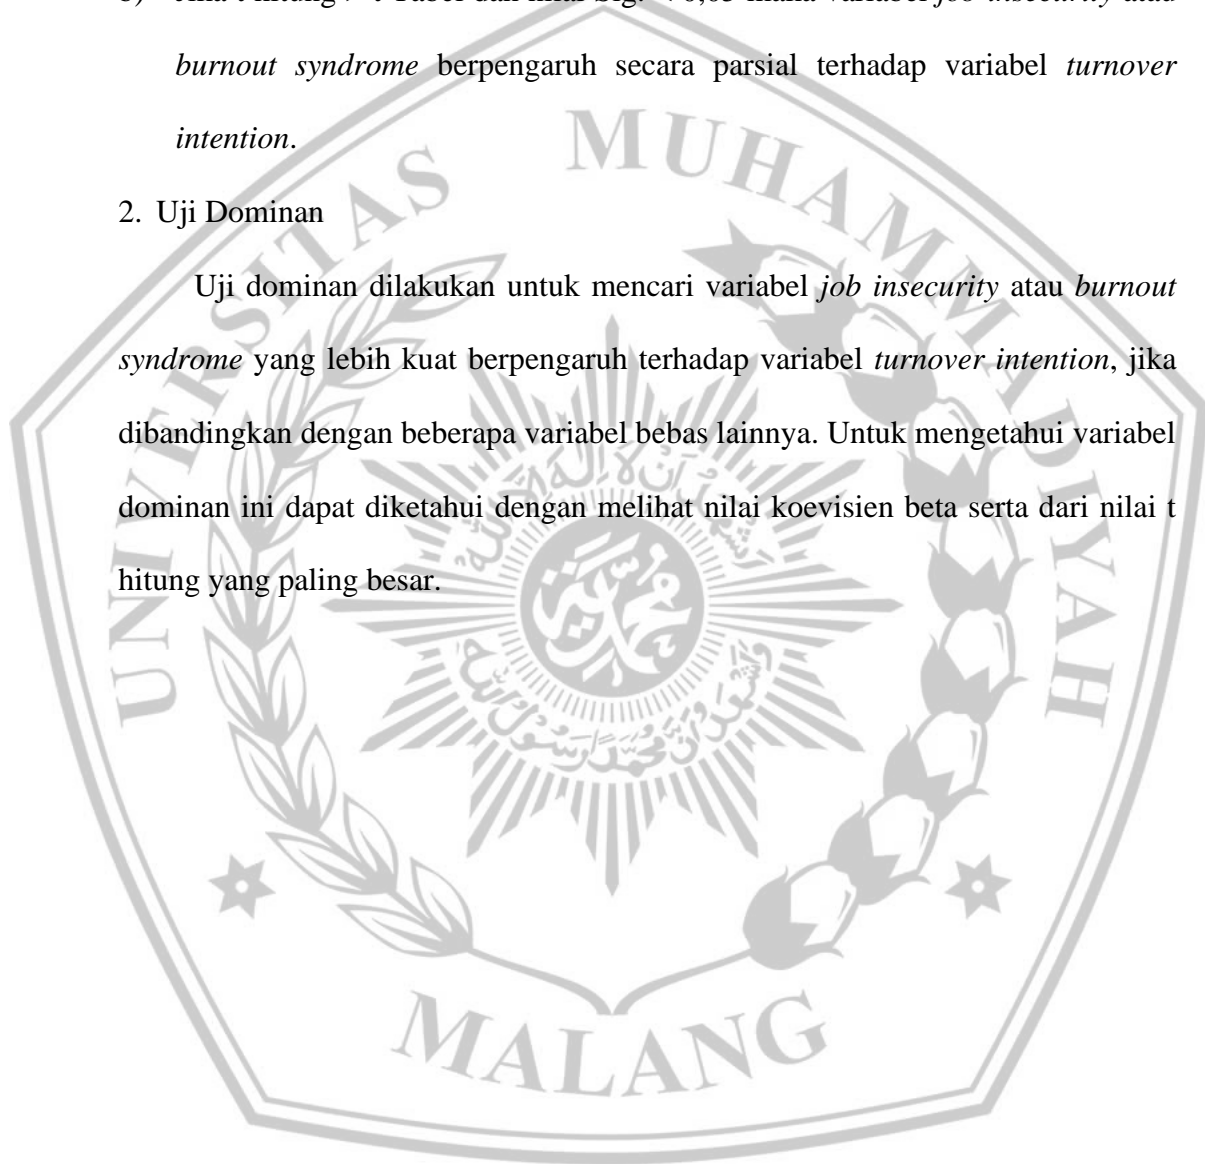 burnout syndrome berpengaruh secara parsial terhadap variabel turnover
intention.
2. Uji Dominan
Uji dominan dilakukan untuk mencari variabel job insecurity atau burnout
syndrome yang lebih kuat berpengaruh terhadap variabel turnover intention, jika
dibandingkan dengan beberapa variabel bebas lainnya. Untuk mengetahui variabel
dominan ini dapat diketahui dengan melihat nilai koevisien beta serta dari nilai t
hitung yang paling besar.
UNIVERSITAS MUHAMMADIYAH
MALANG